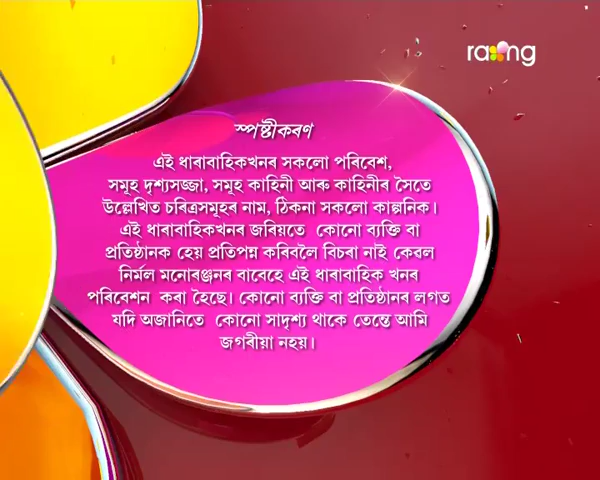 rang
স্পষ্টীকৰণ
এই ধাৰাবাহিকখনৰ সকলো পৰিবেশ,
সমূহ দৃশ্যসজ্জা, সমূহ কাহিনী আৰু কাহিনীৰ সৈতে
উল্লেখিত চৰিত্ৰসমূহৰ নাম, ঠিকনা সকলো কাল্পনিক।
এই ধাৰাবাহিকখনৰ জৰিয়তে কোনো ব্যক্তি বা
প্ৰতিষ্ঠানক হেয় প্ৰতিপন্ন কৰিবলৈ বিচৰা নাই কেৱল
নিৰ্মল মনোৰঞ্জনৰ বাবেহে এই ধাৰাবাহিক খনৰ
পৰিবেশন কৰা হৈছে। কোনো ব্যক্তি বা প্ৰতিষ্ঠানৰ লগত
যদি অজানিতে কোনো সাদৃশ্য থাকে তেন্তে আমি
জগৰীয়া নহয়।